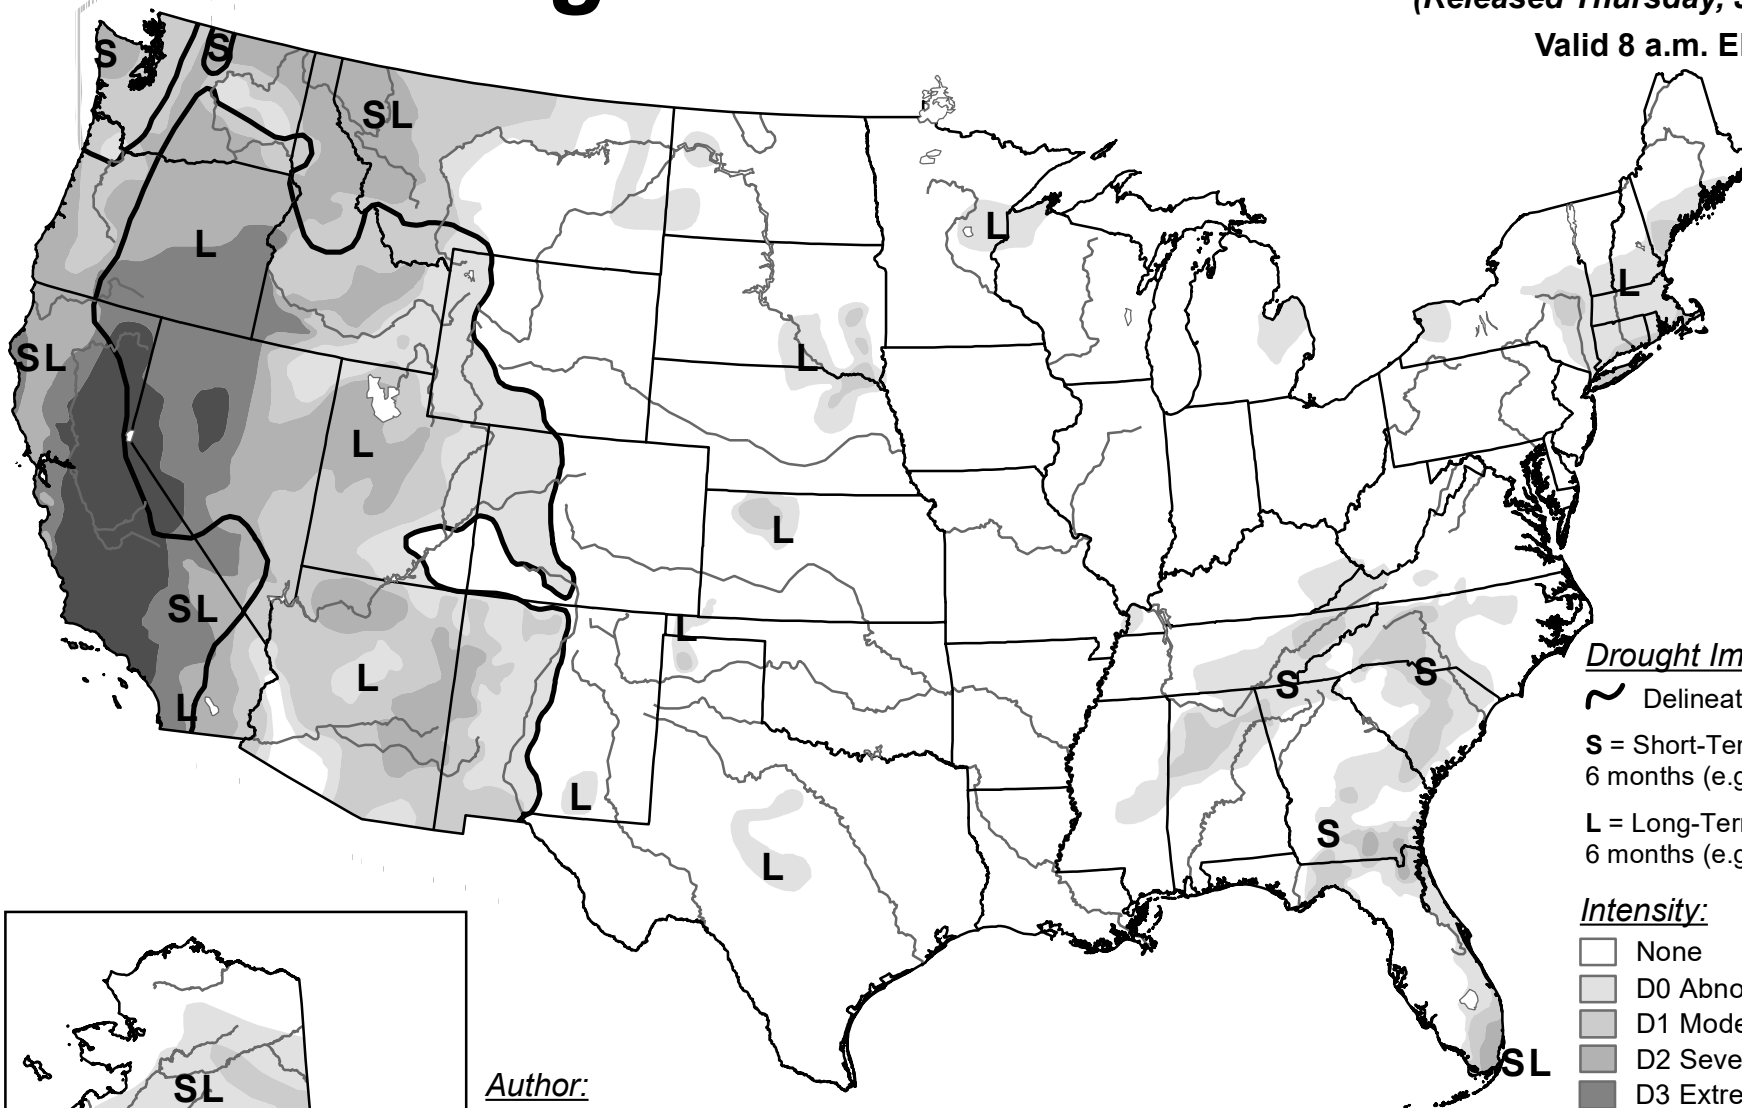 (Released Thursday,
Valid 8 a.m.
S
S
SL
L
L
SL
L
L
L
L
SL
L
L
S
S
L
L
L
L
S
SL
SL
Drought
Delineat
S = Short-Ter
6 months (e.g
L = Long-Ter
6 months (e.g
Intensity:
None
D0 Abno
D1 Mode
D2 Seve
D3 Extre
Author: